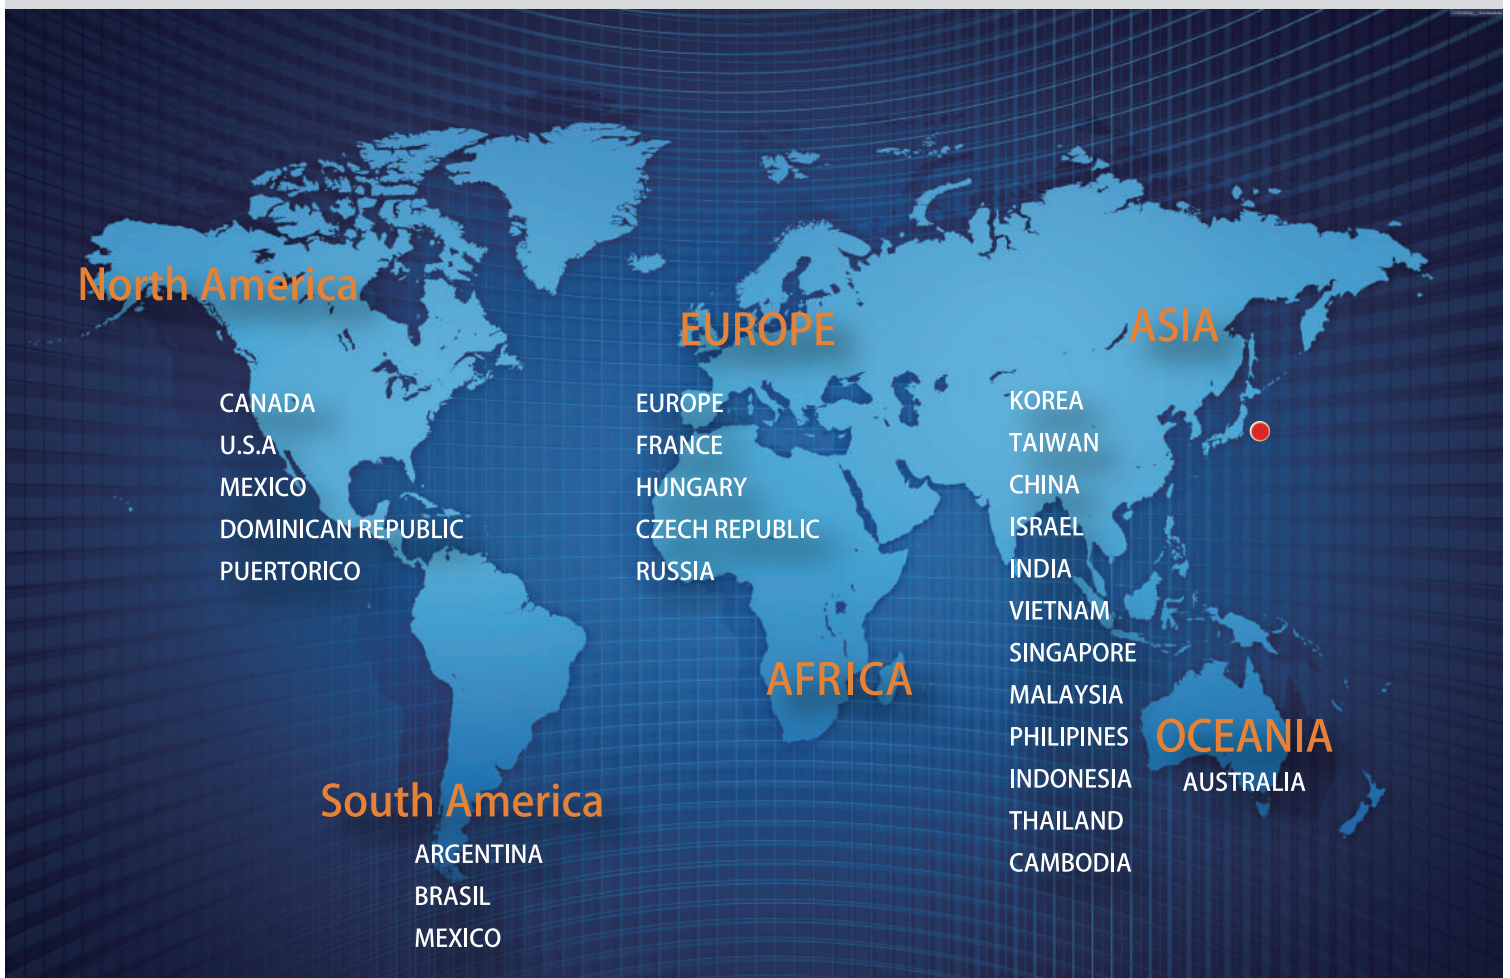 North America
CANADA
U.S.A
MEXICO
DOMINICAN REPUBLIC
PUERTORICO
EUROPE
EUROPE
FRANCE
HUNGARY
CZECH REPUBLIC
RUSSIA
ASIA
KOREA
TAIWAN
CHINA
ISRAEL
INDIA
VIETNAM
SINGAPORE
MALAYSIA
PHILIPINES
INDONESIA
THAILAND
CAMBODIA
AFRICA
OCEANIA
AUSTRALIA
South America
ARGENTINA
BRASIL
MEXICO